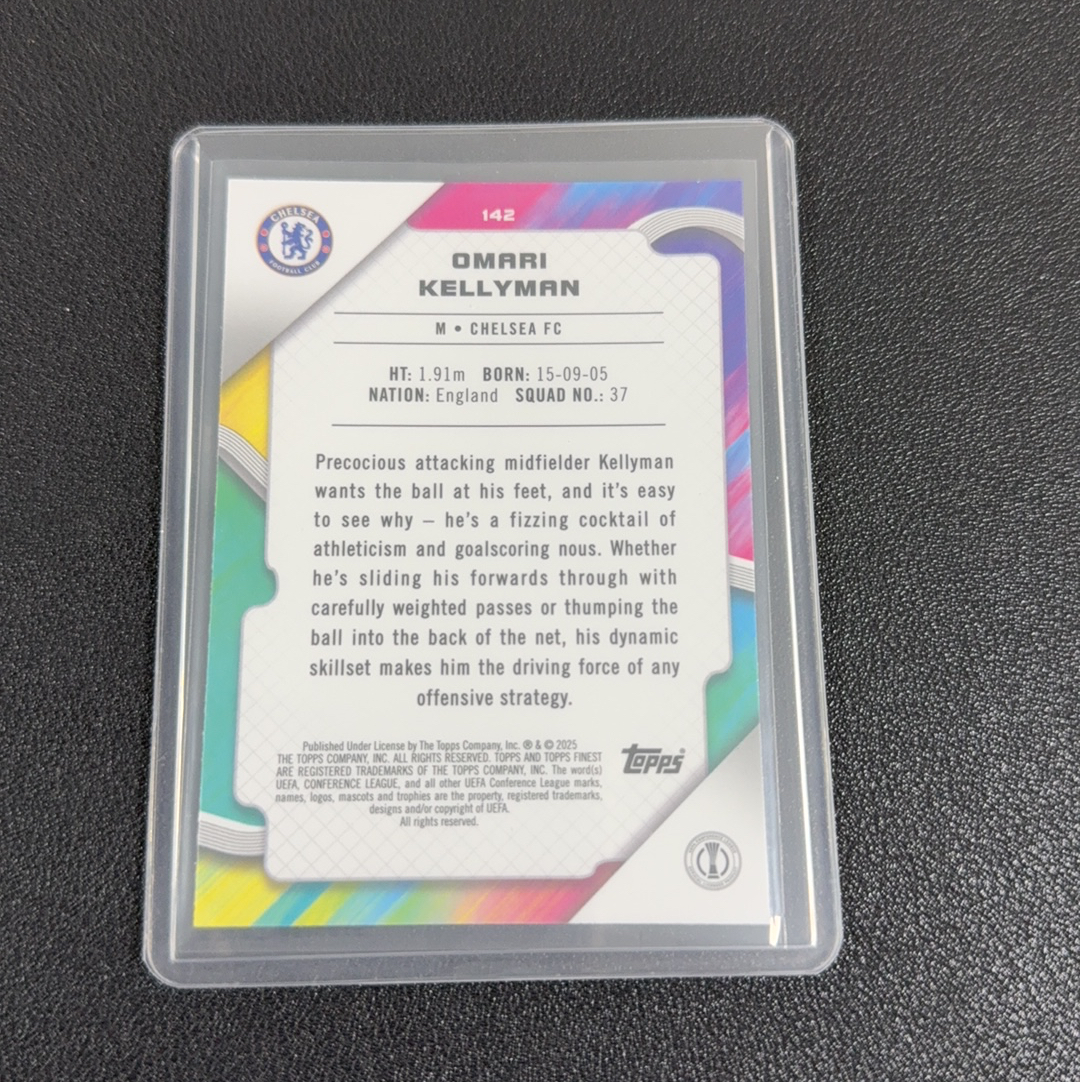 142
CHELSEA
FOOTBALL CLUB
OMARI
KELLYMAN
M • CHELSEA FC
HT: 1.91m BORN: 15-09-05
NATION: England SQUAD NO.: 37
Precocious attacking midfielder Kellyman
wants the ball at his feet, and it's easy
to see why – he's a fizzing cocktail of
athleticism and goalscoring nous. Whether
he's sliding his forwards through with
carefully weighted passes or thumping the
ball into the back of the net, his dynamic
skillset makes him the driving force of any
offensive strategy.
Published Under License by The Topps Company, Inc. ® & © 2025
THE TOPPS COMPANY, INC. ALL RIGHTS RESERVED. TOPPS AND TOPPS FINEST
ARE REGISTERED TRADEMARKS OF THE TOPPS COMPANY, INC. The word(s)
UEFA, CONFERENCE LEAGUE, and all other UEFA Conference League marks,
names, logos, mascots and trophies are the property, registered trademarks,
designs and/or copyright of UEFA.
All rights reserved.
topps®